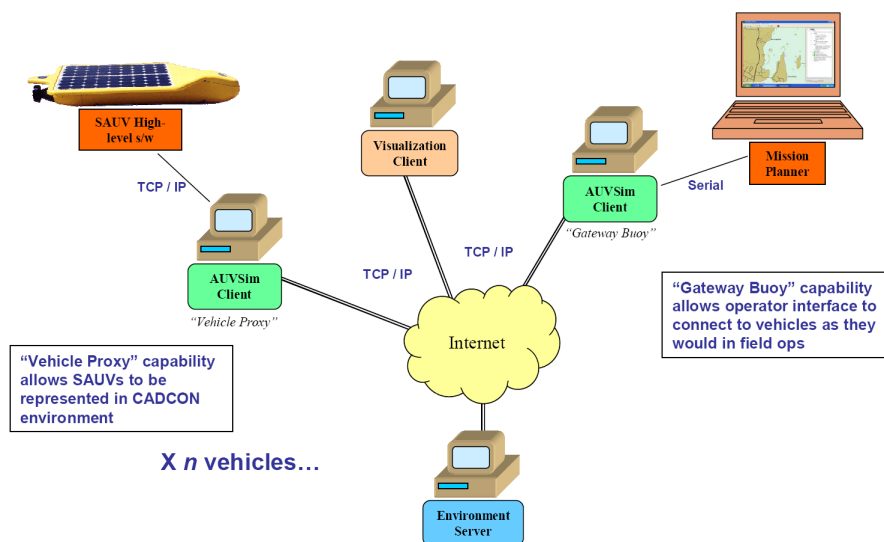 SAUV High-
level s/w
TCP / IP
AUVSim
Client
“Vehicle Proxy”
Visualization
Client
TCP / IP
TCP / IP
AUVSim
Client
“Gateway Buoy”
Serial
Mission
Planner
Internet
“Gateway Buoy” capability
allows operator interface to
connect to vehicles as they
would in field ops
“Vehicle Proxy” capability
allows SAUVs to be
represented in CADCON
environment
X n vehicles…
Environment
Server